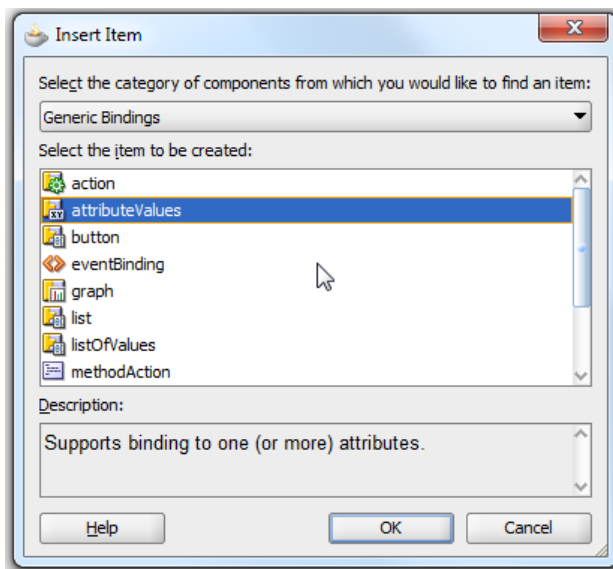 Insert Item
Select the category of components from which you would like to find an item:
Generic Bindings
Select the item to be created:
action
attributeValues
button
eventBinding
graph
list
listOfValues
methodAction
Description:
Supports binding to one (or more) attributes.
Help
OK
Cancel